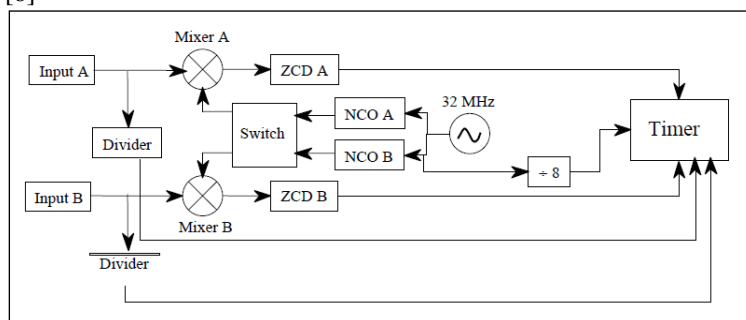 Mixer A
Input A
ZCD A
32 MHz
NCO A
Switch
Timer
Divider
NCO B
÷ 8
Input B
ZCD B
Mixer B
Divider